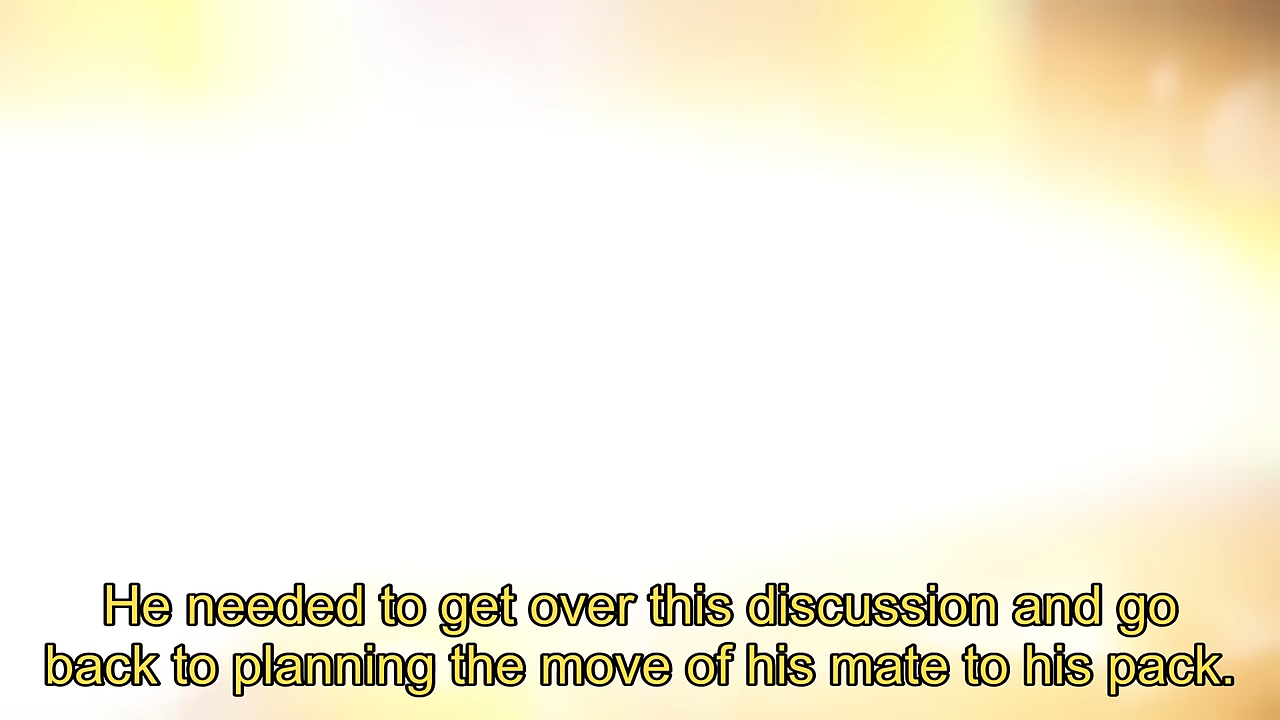 He needed to get over this discussion and go
back to planning the move of his mate to his pack.